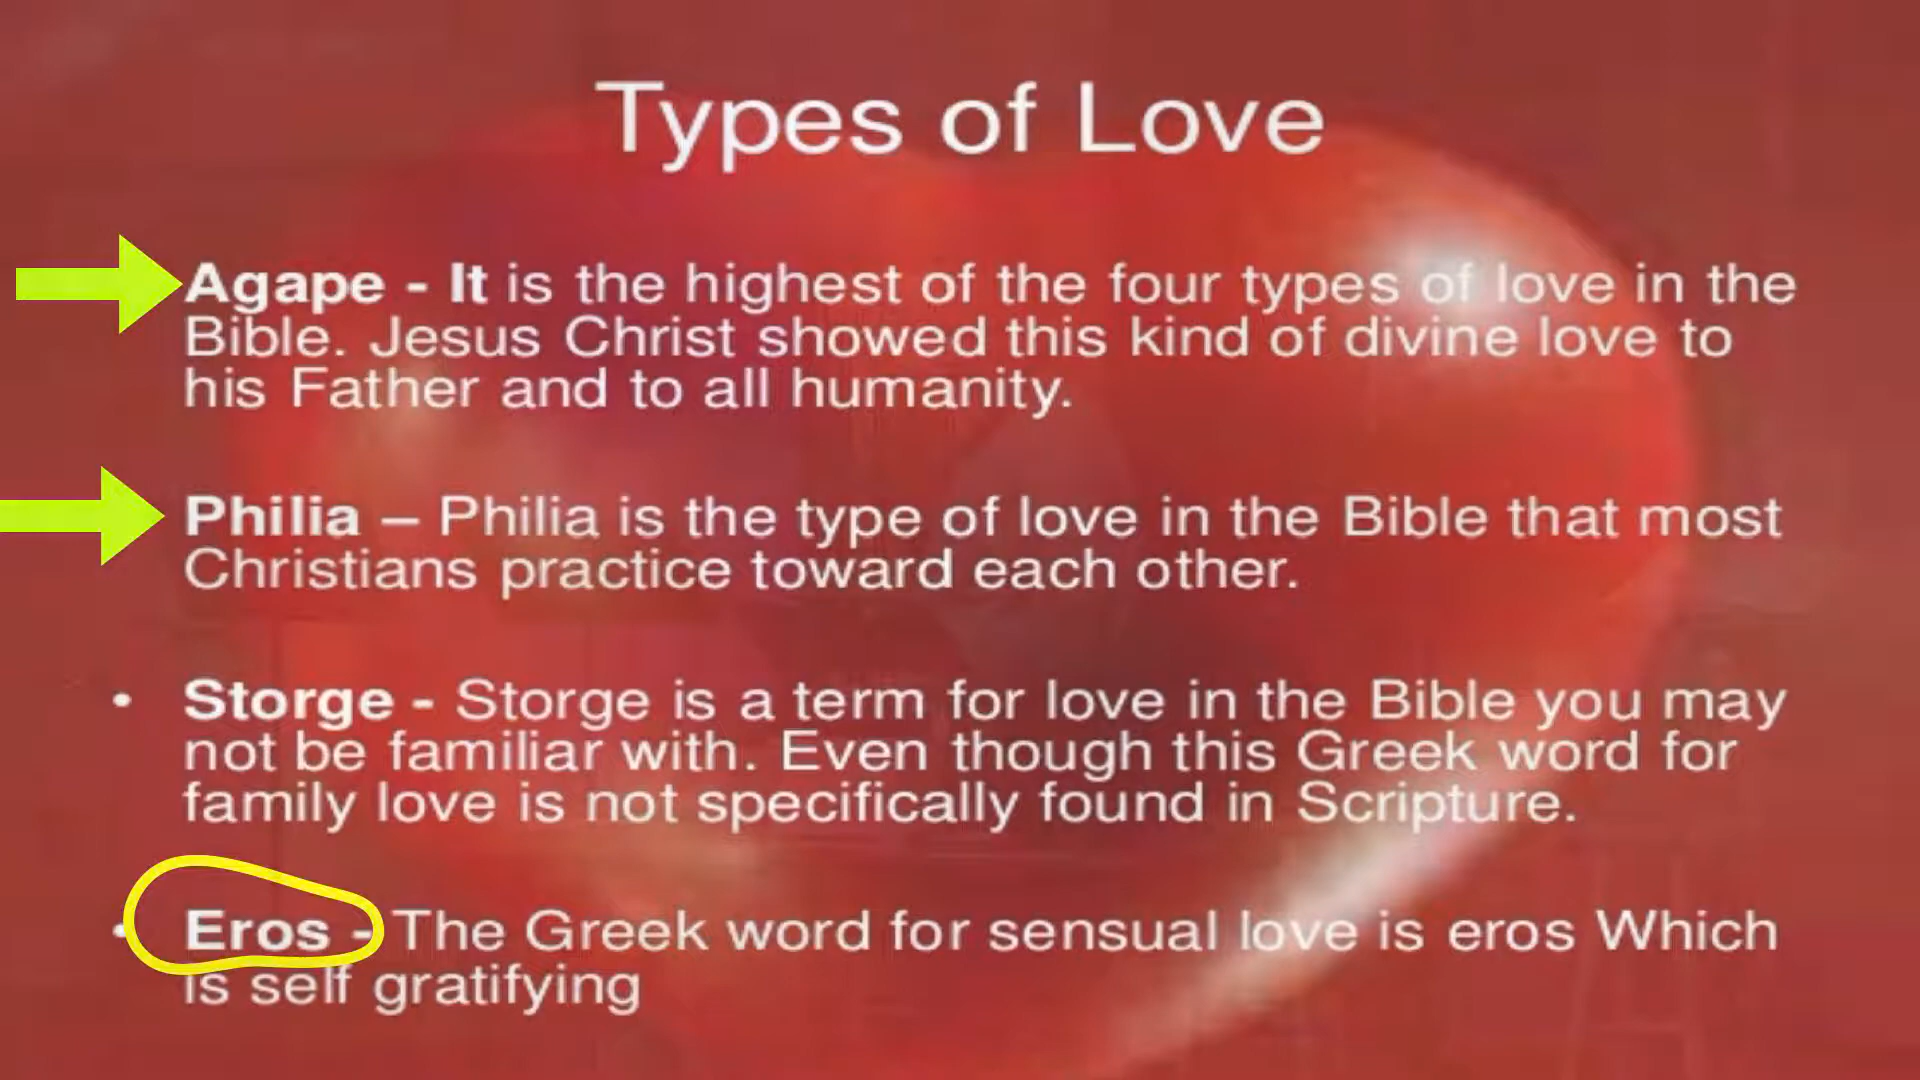 Types of Love
Agape - It is the highest of the four types of love in the
Bible. Jesus Christ showed this kind of divine love to
his Father and to all humanity.
Philia – Philia is the type of love in the Bible that most
Christians practice toward each other.
• Storge - Storge is a term for love in the Bible you may
not be familiar with. Even though this Greek word for
family love is not specifically found in Scripture.
• Eros - The Greek word for sensual love is eros Which
is self gratifying